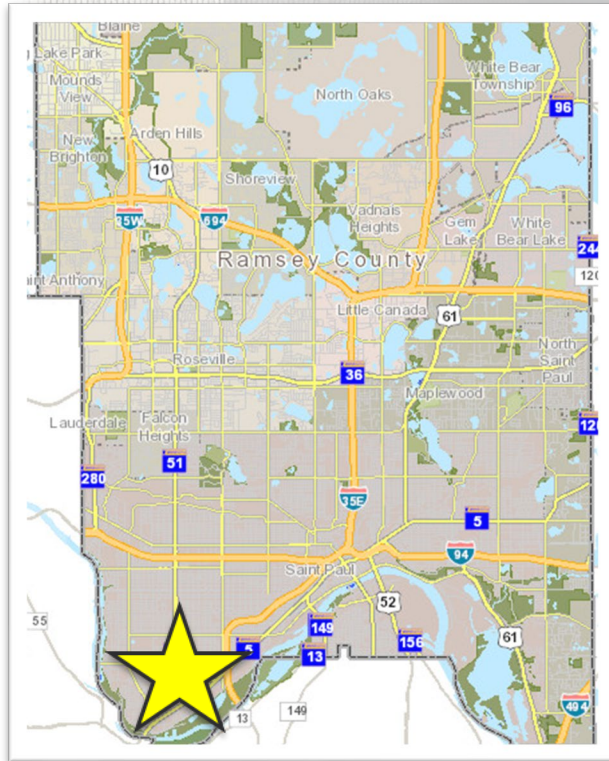 Blaine
Lake Park
Mounds
View
North Oaks
White Bear
Township
96
New
Brighton
Arden Hills
10
Shoreview
35W
694
Vadnais
Heights
Gem
Lake
White
Bear Lake
244
120
Ramsey County
int Anthony
Little Canada
61
North
Saint
Paul
Roseville
36
Maplewood
Lauderdale
Falcon
Heights
120
51
280
35E
5
94
Saint Paul
52
55
149
5
13
156
61
13
149
494